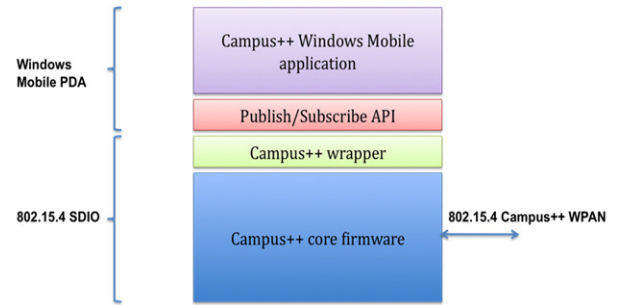 Campus++ Windows Mobile
application
Windows
Mobile PDA
Publish/Subscribe API
Campus++ wrapper
802.15.4 SDIO
802.15.4 Campus++ WPAN
Campus++ core firmware